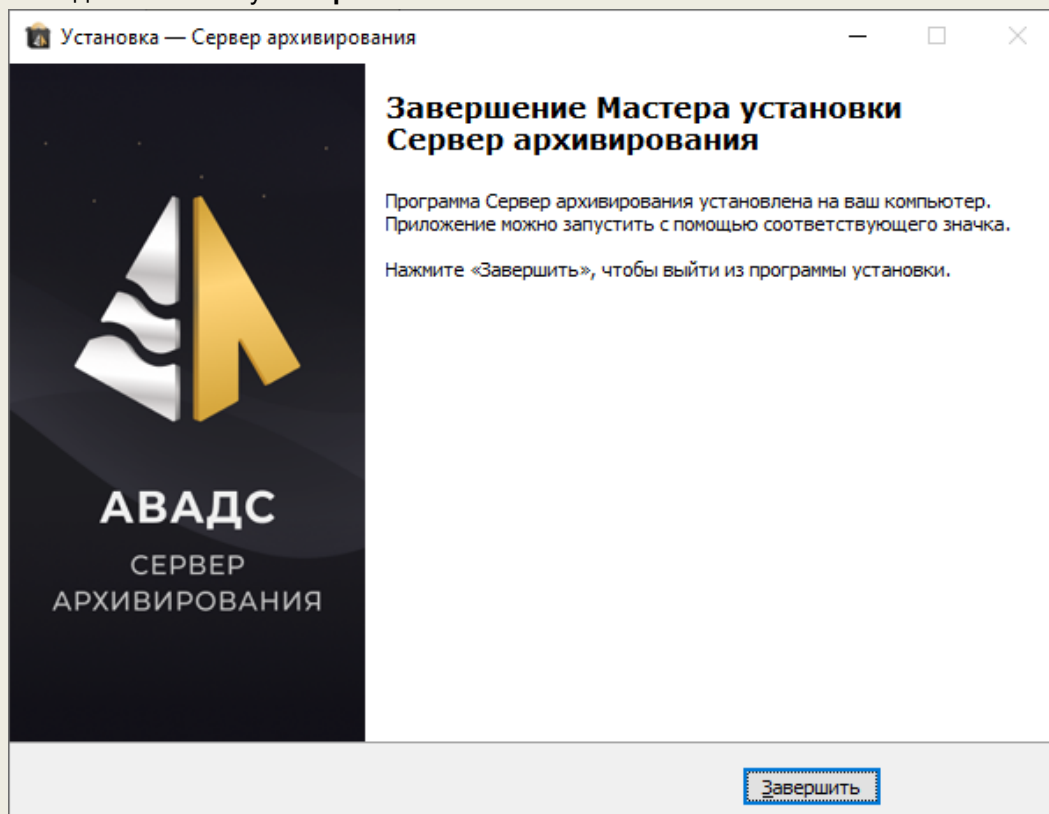 Установка — Сервер архивирования
Завершение Мастера установки
Сервер архивирования
Программа Сервер архивирования установлена на ваш компьютер.
Приложение можно запустить с помощью соответствующего значка.
Нажмите «Завершить», чтобы выйти из программы установки.
АВАДС
СЕРВЕР
АРХИВИРОВАНИЯ
Завершить